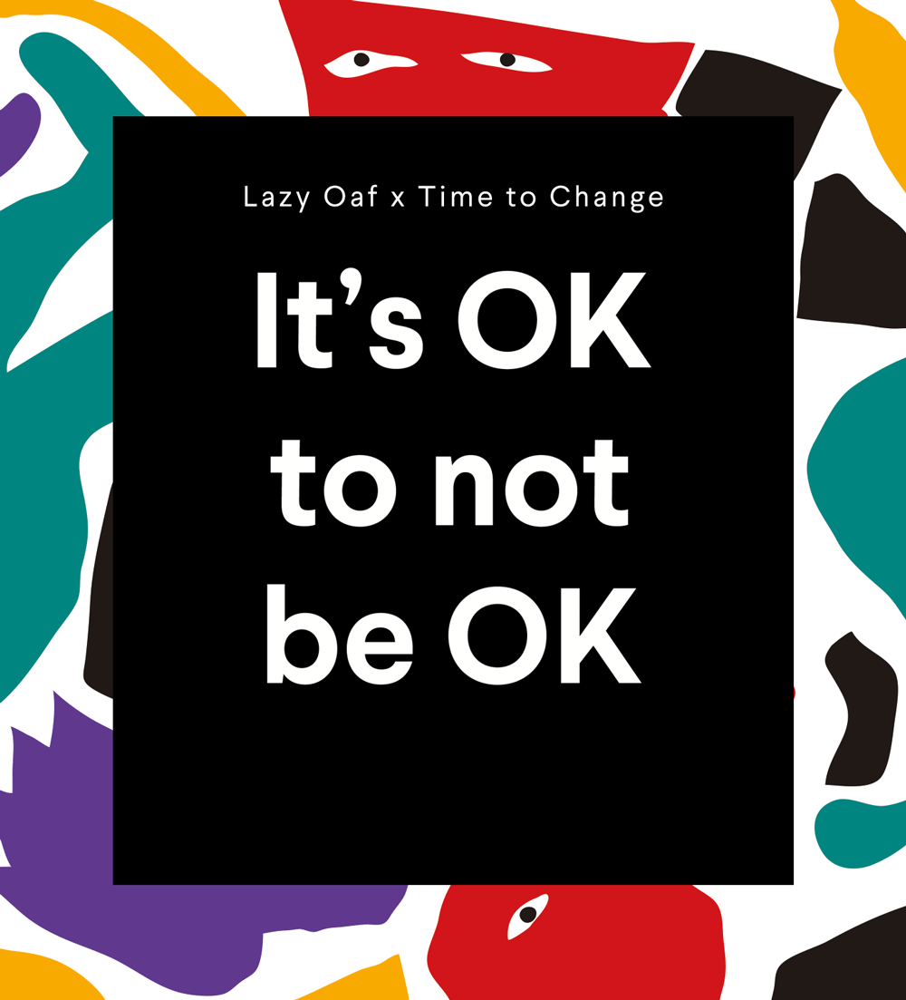 Lazy Oaf x Time to Change
It’s OK
to not
be OK